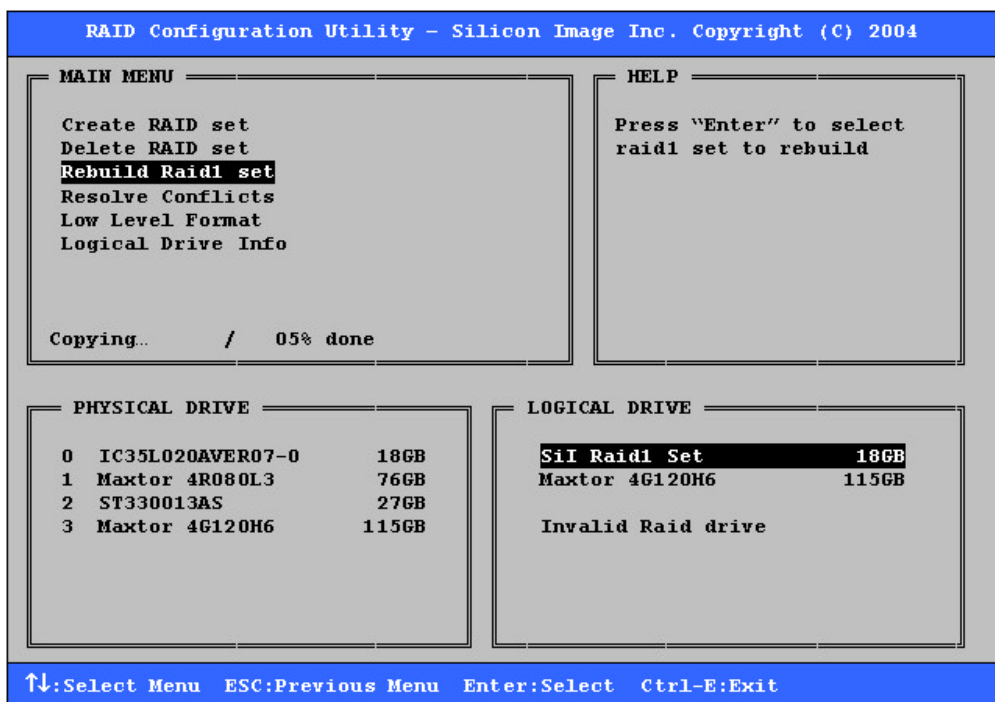 RAID Configuration Utility – Silicon Image Inc. Copyright (C) 2004
MAIN MENU
Create RAID set
Delete RAID set
Rebuild Raid1 set
Resolve Conflicts
Low Level Format
Logical Drive Info
Copying… / 05% done
HELP
Press “Enter” to select
raid1 set to rebuild
PHYSICAL DRIVE
0 IC35L020AVER07-0 18GB
1 Maxtor 4R080L3 76GB
2 ST330013AS 27GB
3 Maxtor 4G120H6 115GB
LOGICAL DRIVE
SiI Raid1 Set 18GB
Maxtor 4G120H6 115GB
Invalid Raid drive
↑↓:Select Menu ESC:Previous Menu Enter:Select Ctrl-E:Exit